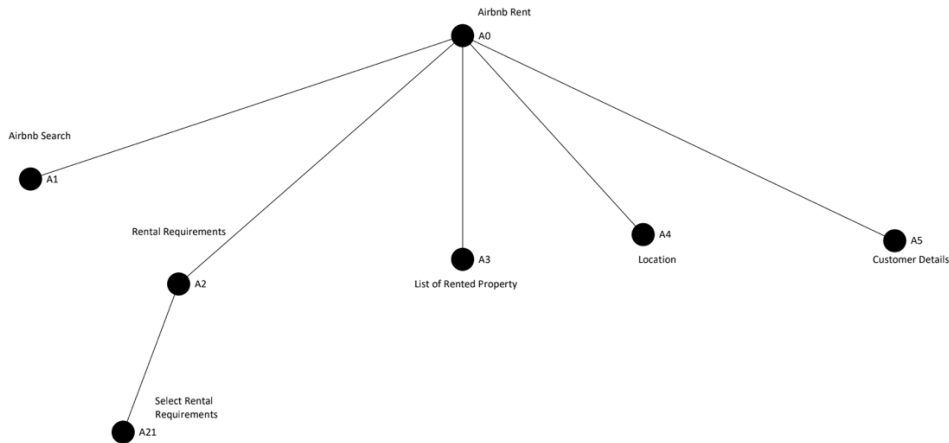 Airbnb Rent
A0
Airbnb Search
A1
Rental Requirements
A4
A5
Location
Customer Details
A3
List of Rented Property
A2
Select Rental
Requirements
A21